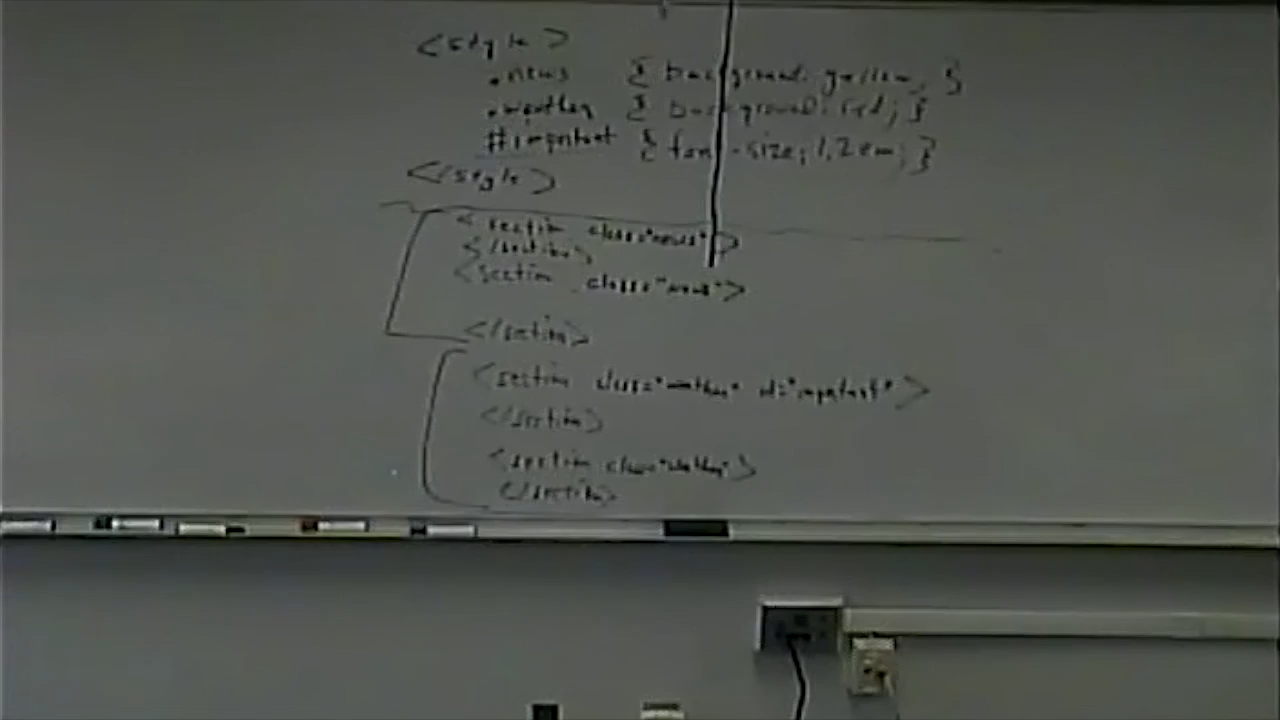 <style>
.news { background: yellow; }
.weather { background: red; }
#important { font-size: 1.2em; }
</style>
<section class="news">
</section>
<section class="news">
</section>
<section class="weather" id="important">
</section>
<section class="weather">
</section>